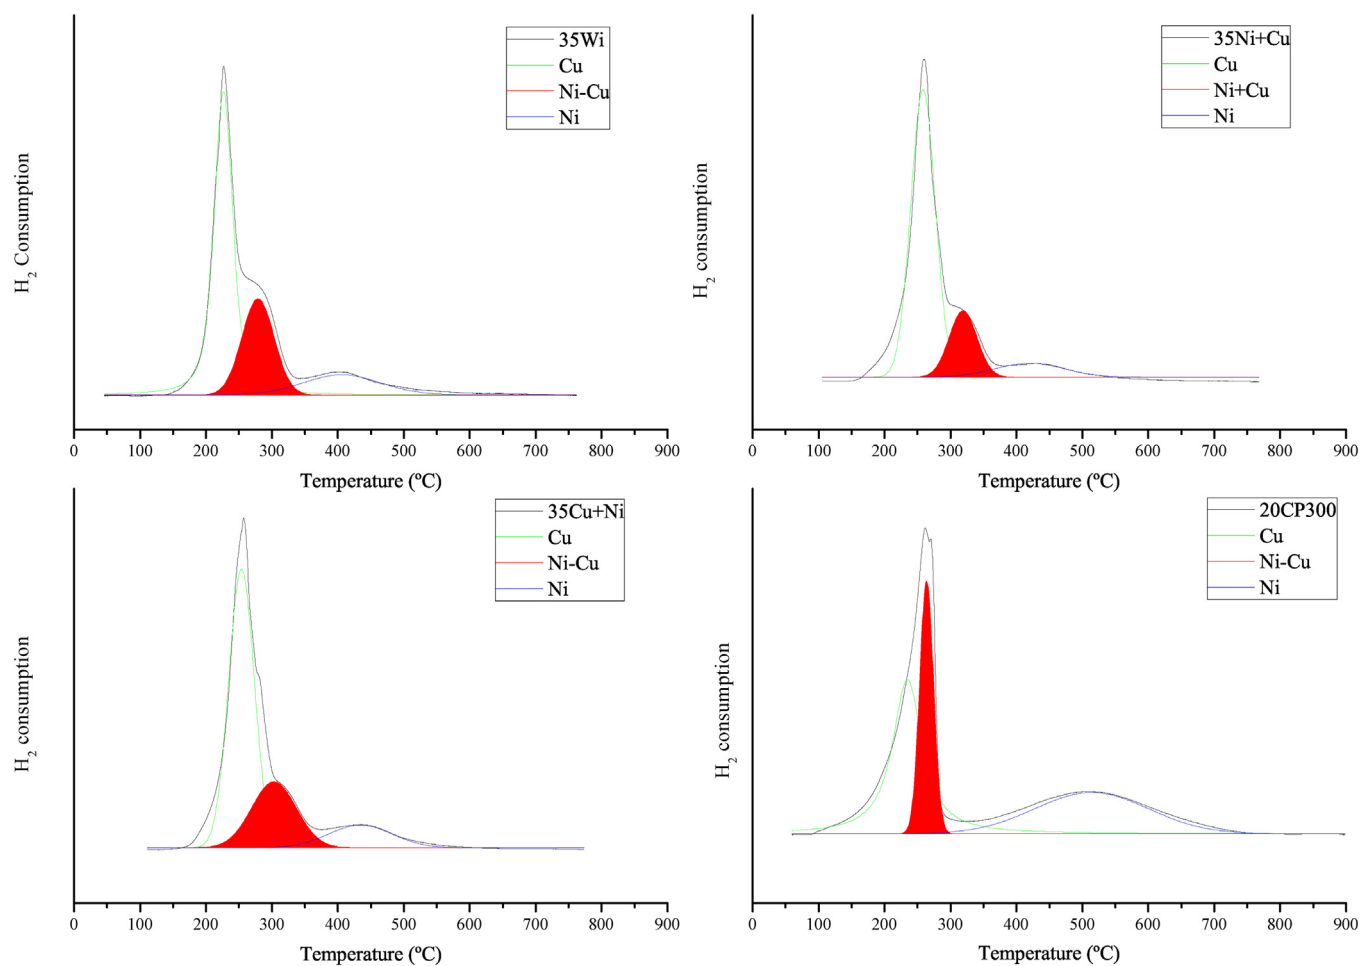 35Wi
Cu
Ni-Cu
Ni
H2 Consumption
0 100 200 300 400 500 600 700 800 900
Temperature (ºC)
35Ni+Cu
Cu
Ni+Cu
Ni
H2 consumption
0 100 200 300 400 500 600 700 800 900
Temperature (ºC)
35Cu+Ni
Cu
Ni-Cu
Ni
H2 consumption
0 100 200 300 400 500 600 700 800 900
Temperature (ºC)
20CP300
Cu
Ni-Cu
Ni
H2 consumption
0 100 200 300 400 500 600 700 800 900
Temperature (ºC)